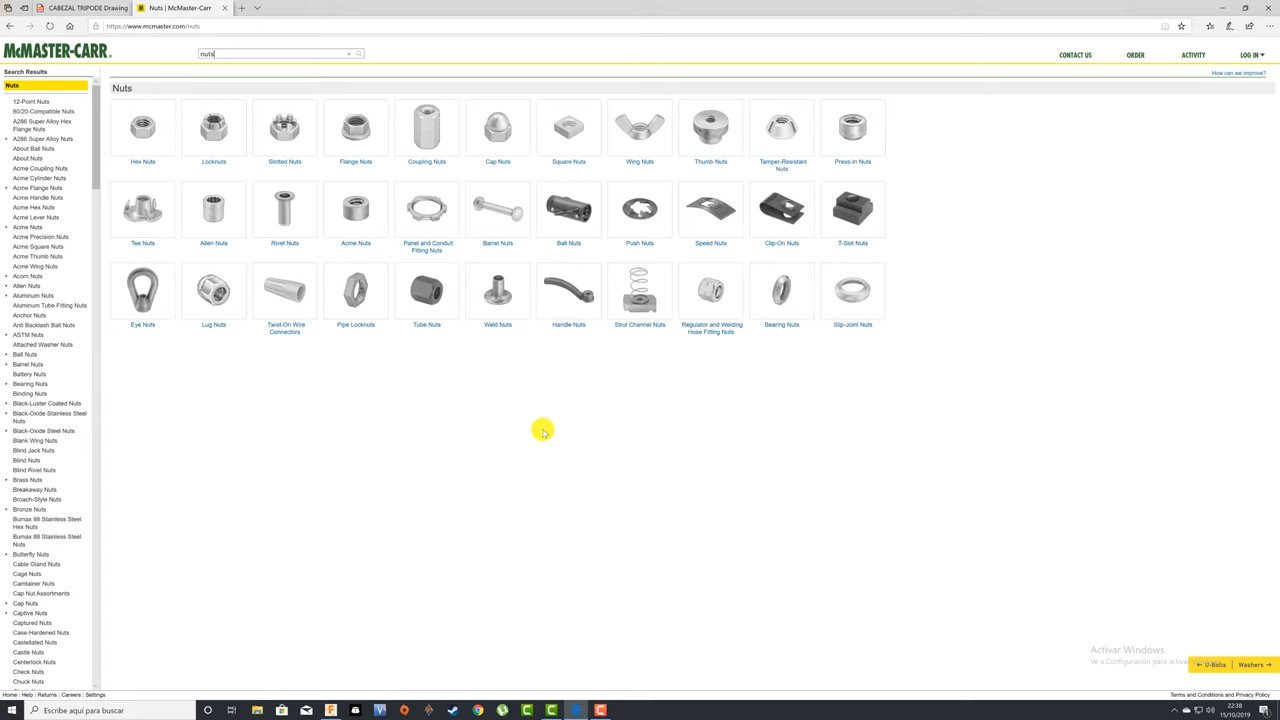 CABEZAL TRIPODE Drawing
Nuts | McMaster-Carr
https://www.mcmaster.com/nuts
McMASTER-CARR.
nuts
CONTACT US
ORDER
ACTIVITY
LOG IN
Search Results
How can we improve?
Nuts
12-Point Nuts
80/20-Compatible Nuts
A286 Super Alloy Hex
Flange Nuts
A286 Super Alloy Nuts
About Ball Nuts
About Nuts
Acme Coupling Nuts
Acme Cylinder Nuts
Acme Flange Nuts
Acme Handle Nuts
Acme Hex Nuts
Acme Lever Nuts
Acme Nuts
Acme Precision Nuts
Acme Square Nuts
Acme Thumb Nuts
Acme Wing Nuts
Acorn Nuts
Allen Nuts
Aluminum Nuts
Aluminum Tube Fitting Nuts
Anchor Nuts
Anti Backlash Ball Nuts
ASTM Nuts
Attached Washer Nuts
Ball Nuts
Barrel Nuts
Battery Nuts
Bearing Nuts
Binding Nuts
Black-Luster Coated Nuts
Black-Oxide Stainless Steel
Nuts
Black-Oxide Steel Nuts
Blank Wing Nuts
Blind Jack Nuts
Blind Nuts
Blind Rivet Nuts
Brass Nuts
Breakaway Nuts
Broach-Style Nuts
Bronze Nuts
Bumax 88 Stainless Steel
Hex Nuts
Bumax 88 Stainless Steel
Nuts
Butterfly Nuts
Cable Gland Nuts
Cage Nuts
Camtainer Nuts
Cap Nut Assortments
Cap Nuts
Captive Nuts
Captured Nuts
Case-Hardened Nuts
Castellated Nuts
Castle Nuts
Centerlock Nuts
Check Nuts
Chuck Nuts
Nuts
Hex Nuts
Locknuts
Slotted Nuts
Flange Nuts
Coupling Nuts
Cap Nuts
Square Nuts
Wing Nuts
Thumb Nuts
Tamper-Resistant
Nuts
Press-In Nuts
Tee Nuts
Allen Nuts
Rivet Nuts
Acme Nuts
Panel and Conduit
Fitting Nuts
Barrel Nuts
Ball Nuts
Push Nuts
Speed Nuts
Clip-On Nuts
T-Slot Nuts
Eye Nuts
Lug Nuts
Twist-On Wire
Connectors
Pipe Locknuts
Tube Nuts
Weld Nuts
Handle Nuts
Strut Channel Nuts
Regulator and Welding
Hose Fitting Nuts
Bearing Nuts
Slip-Joint Nuts
Activar Windows
Ve a Configuración para activar
U-Bolts
Washers
Home | Help | Returns | Careers | Settings
Terms and Conditions and Privacy Policy
Escribe aquí para buscar
22:38
15/10/2019